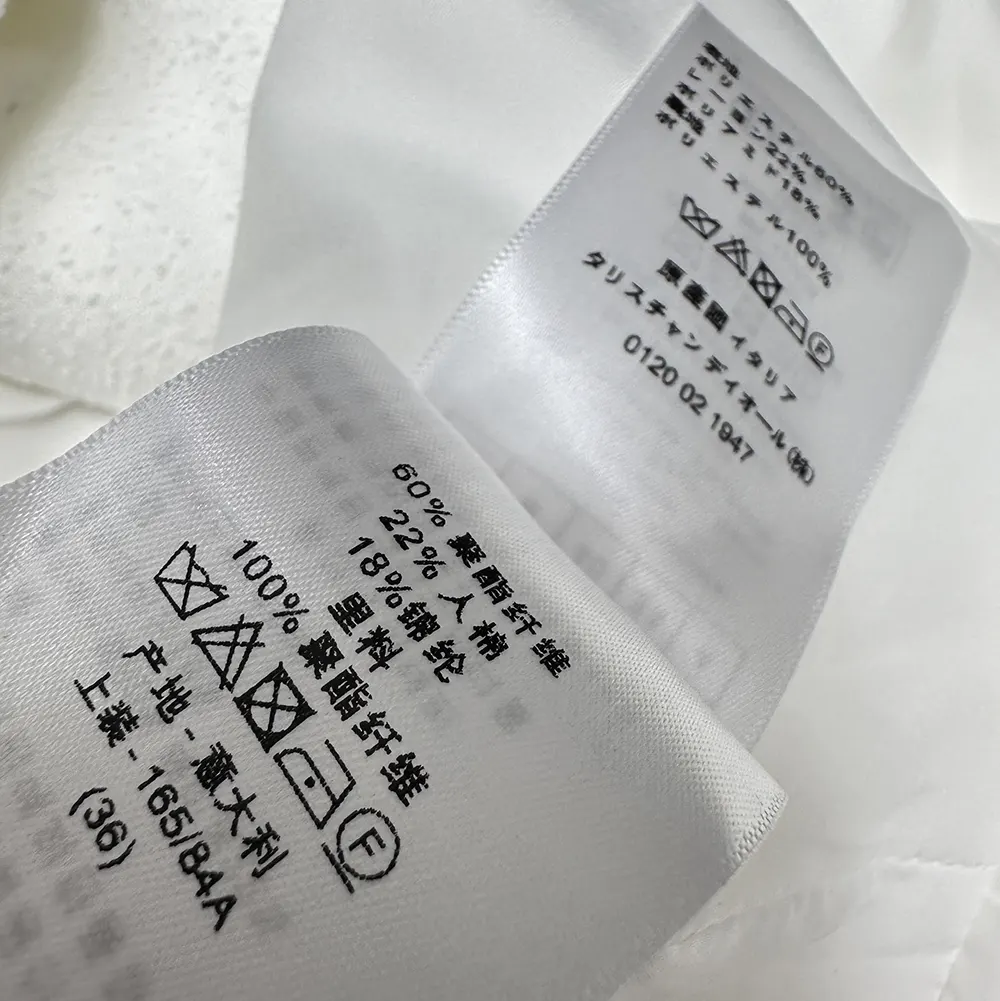 ポリエステル60%
レーヨン22%
ポリアミド18%
裏地
ポリエステル100%
F
原産國 イタリア
タリスチャン ディオール(株)
0120 02 1947
60% 聚酯纤维
22% 人棉
18%锦纶
里料
100% 聚酯纤维
F
产地-意大利
上装-165/84A
(36)